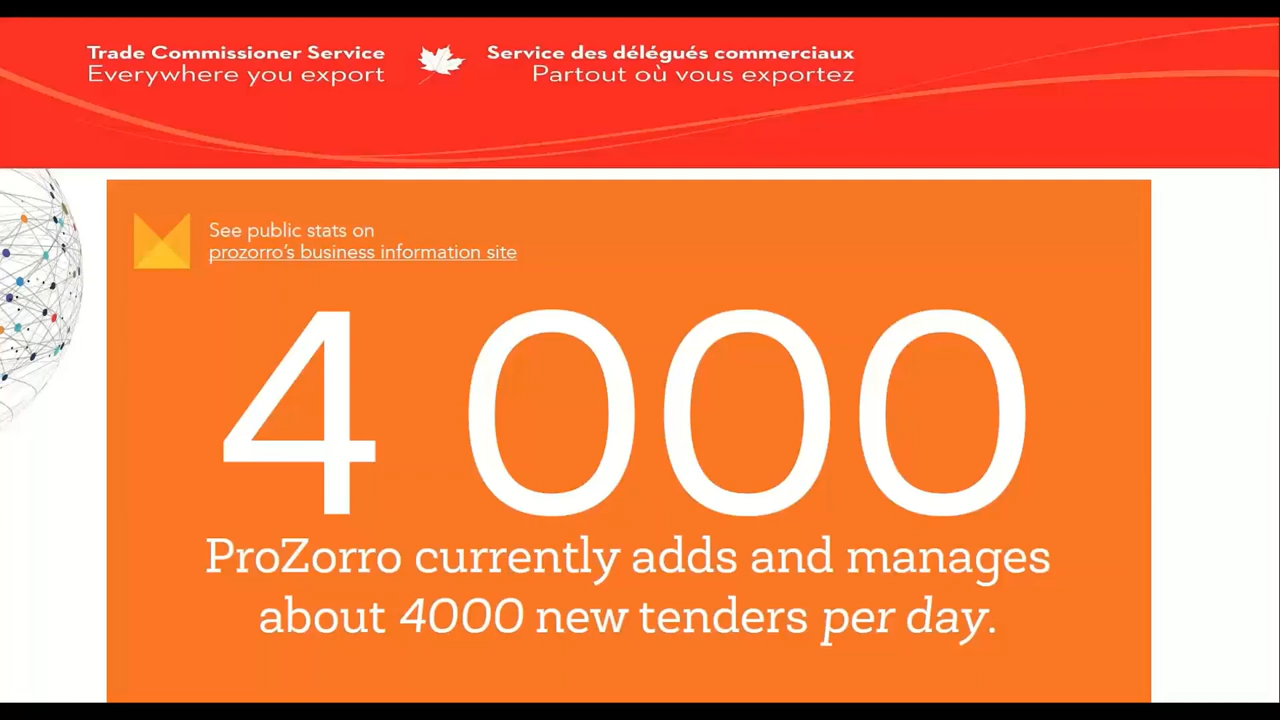 Trade Commissioner Service
Everywhere you export
Service des délégués commerciaux
Partout où vous exportez
See public stats on
prozorro's business information site
4 000
ProZorro currently adds and manages
about 4000 new tenders per day.